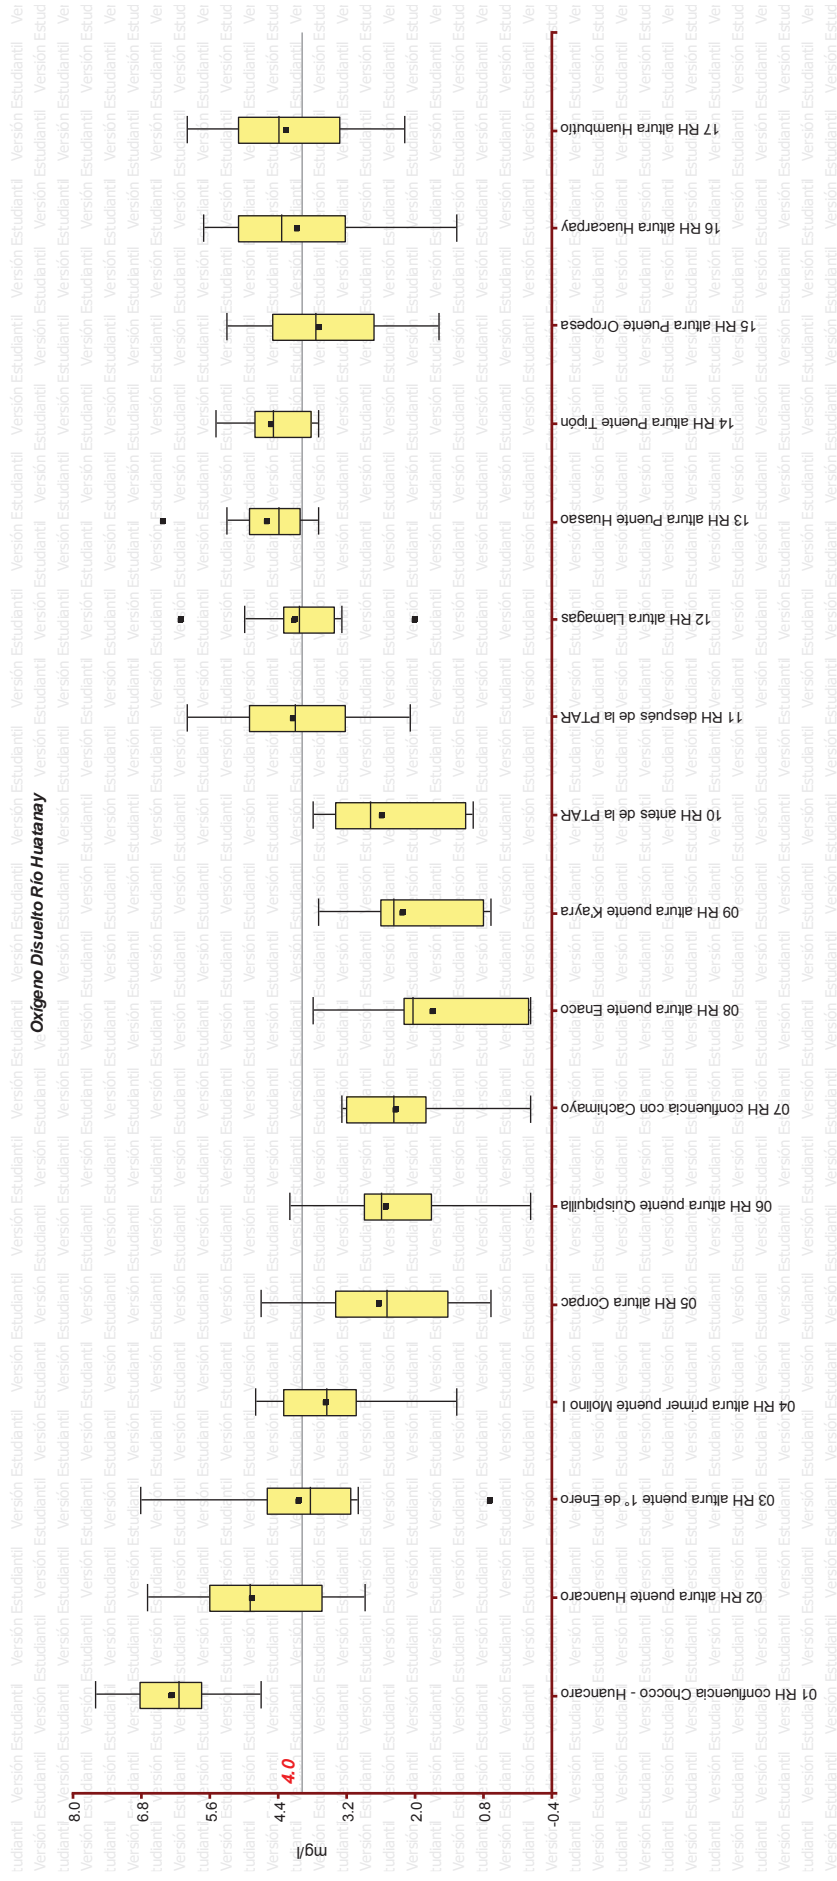 Oxígeno Disuelto Río Huatanay
mg/l
8.0
6.8
5.6
4.4
3.2
2.0
0.8
-0.4
4.0
01 RH confluencia Chocco - Huancaro
02 RH altura puente Huancaro
03 RH altura puente 1° de Enero
04 RH altura primer puente Molino I
05 RH altura Corpac
06 RH altura puente Quispiquilla
07 RH confluencia con Cachimayo
08 RH altura puente Enaco
09 RH altura puente K'ayra
10 RH antes de la PTAR
11 RH después de la PTAR
12 RH altura Llamagas
13 RH altura Puente Huasao
14 RH altura Puente Tipón
15 RH altura Puente Oropesa
16 RH altura Huacarpay
17 RH altura Huambutio
Versión Estudiantil